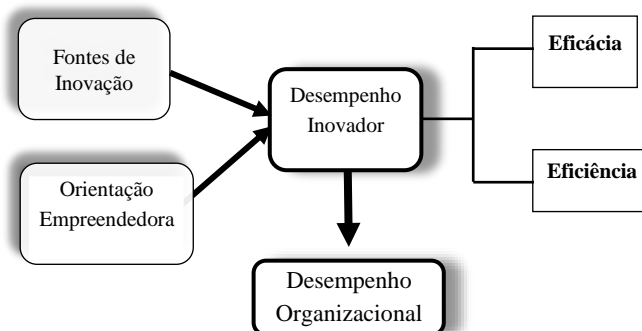 Fontes de
Inovação
Orientação
Empreendedora
Desempenho
Inovador
Eficácia
Eficiência
Desempenho
Organizacional